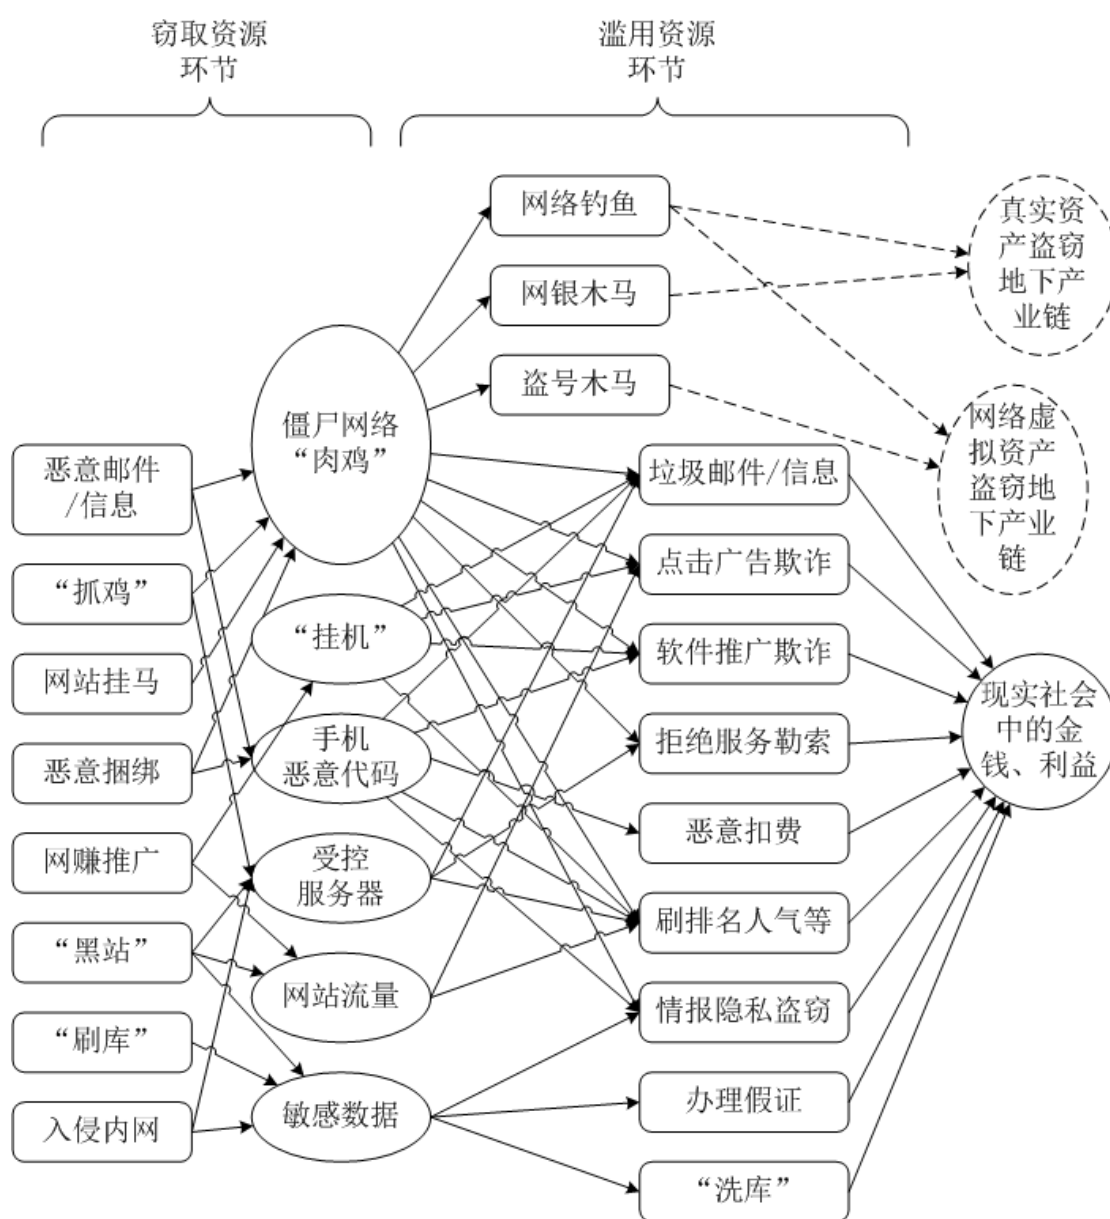 窃取资源
环节
滥用资源
环节
网络钓鱼
网银木马
盗号木马
真实资
产盗窃
地下产
业链
网络虚
拟资产
盗窃地
下产业
链
僵尸网络
“肉鸡”
恶意邮件
/信息
“抓鸡”
网站挂马
恶意捆绑
网赚推广
“黑站”
“刷库”
入侵内网
“挂机”
手机
恶意代码
受控
服务器
网站流量
敏感数据
垃圾邮件/信息
点击广告欺诈
软件推广欺诈
拒绝服务勒索
恶意扣费
刷排名人气等
情报隐私盗窃
办理假证
“洗库”
现实社会
中的金
钱、利益